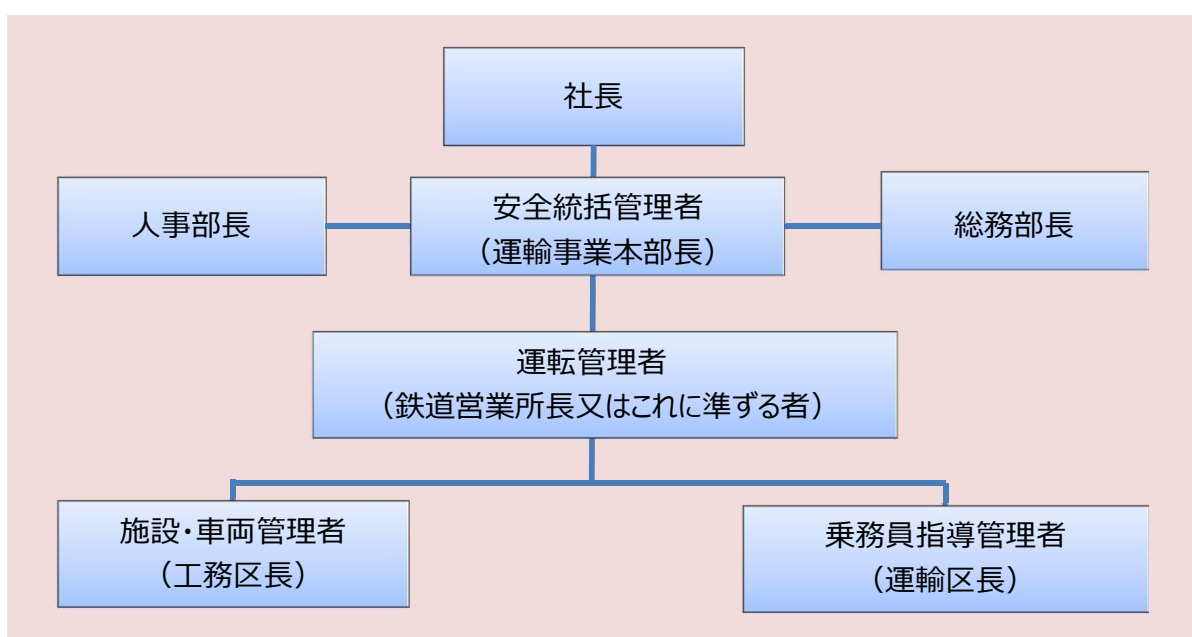 社長
人事部長
安全統括管理者
（運輸事業本部長）
総務部長
運転管理者
（鉄道営業所長又はこれに準ずる者）
施設・車両管理者
（工務区長）
乗務員指導管理者
（運輸区長）